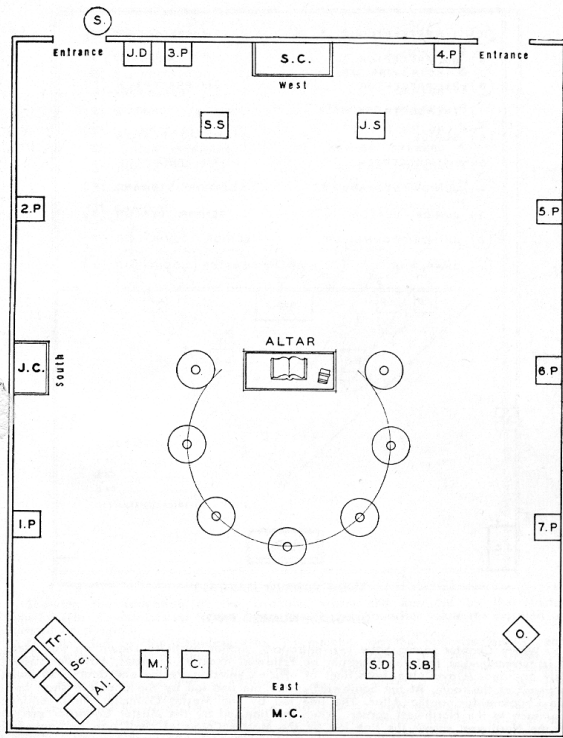 S.
Entrance
J.D
3.P
S.C.
West
4.P
Entrance
S.S
J.S
2.P
5.P
ALTAR
J.C.
South
6.P
1.P
7.P
O.
Tr.
Sc.
Al.
M.
C.
S.D
S.B.
East
M.C.